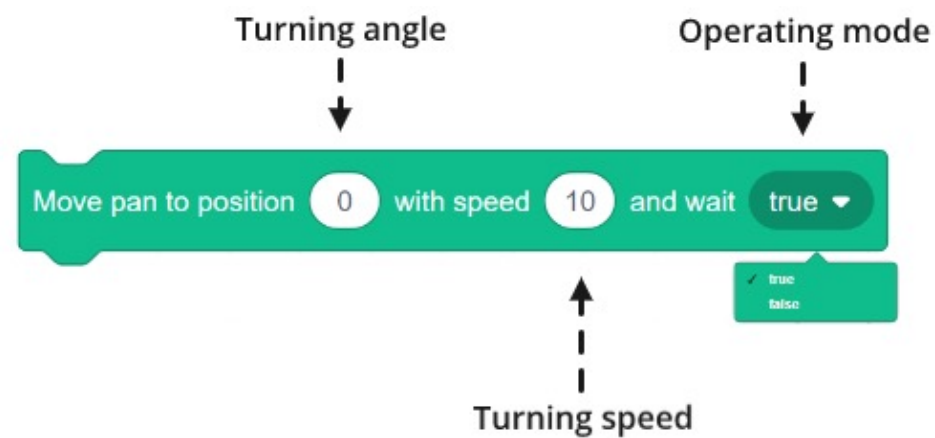 Turning angle
Operating mode
Move pan to position 0 with speed 10 and wait true
✓ true
false
Turning speed